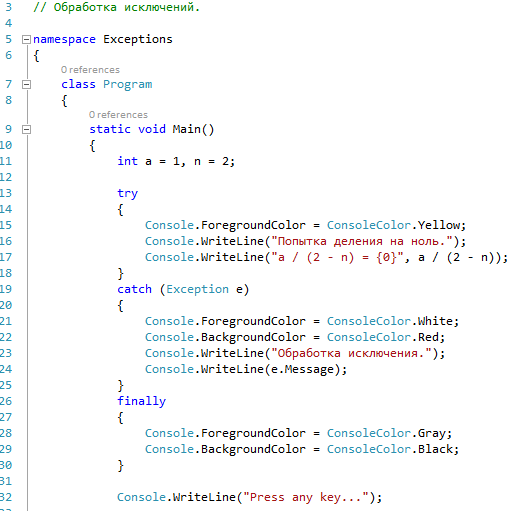 3 // Обработка исключений.
4
5 namespace Exceptions
6 {
0 references
7 class Program
8 {
0 references
9 static void Main()
10 {
11 int a = 1, n = 2;
12
13 try
14 {
15 Console.ForegroundColor = ConsoleColor.Yellow;
16 Console.WriteLine("Попытка деления на ноль.");
17 Console.WriteLine("a / (2 - n) = {0}", a / (2 - n));
18 }
19 catch (Exception e)
20 {
21 Console.ForegroundColor = ConsoleColor.White;
22 Console.BackgroundColor = ConsoleColor.Red;
23 Console.WriteLine("Обработка исключения.");
24 Console.WriteLine(e.Message);
25 }
26 finally
27 {
28 Console.ForegroundColor = ConsoleColor.Gray;
29 Console.BackgroundColor = ConsoleColor.Black;
30 }
31
32 Console.WriteLine("Press any key...");